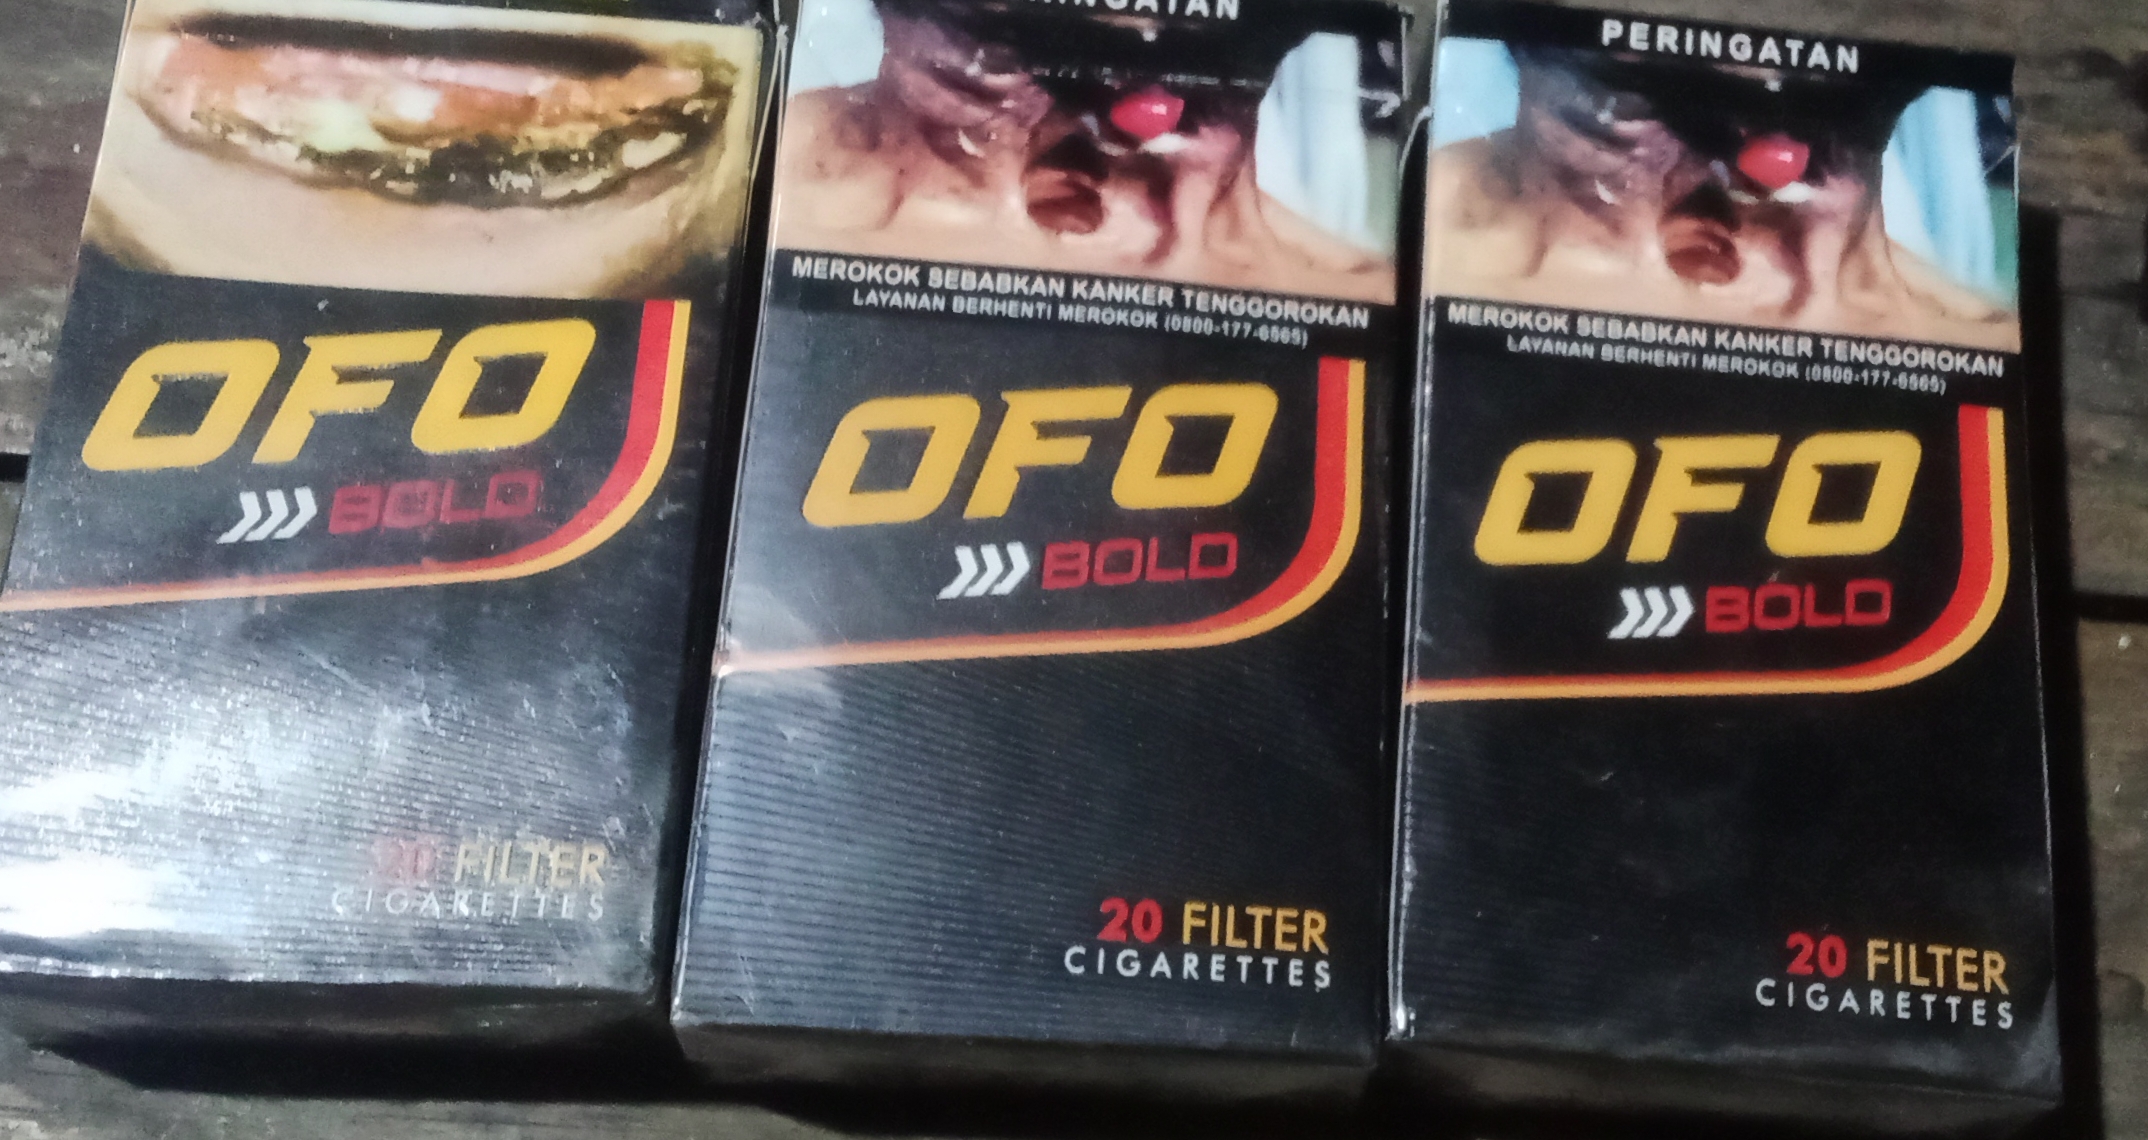 OFO
BOLD
20 FILTER
CIGARETTES
PERINGATAN
MEROKOK SEBABKAN KANKER TENGGOROKAN
LAYANAN BERHENTI MEROKOK (0800-177-6565)
OFO
BOLD
20 FILTER
CIGARETTES
PERINGATAN
MEROKOK SEBABKAN KANKER TENGGOROKAN
LAYANAN BERHENTI MEROKOK (0800-177-6565)
OFO
BOLD
20 FILTER
CIGARETTES